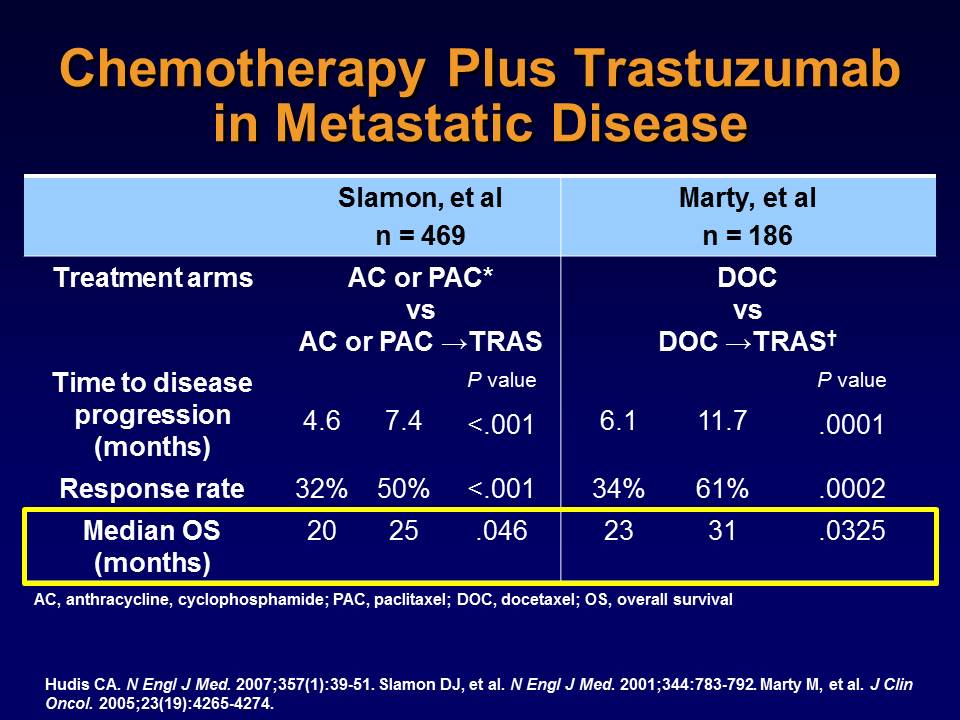 Chemotherapy Plus Trastuzumab
in Metastatic Disease
Slamon, et al
n = 469
Marty, et al
n = 186
Treatment arms
AC or PAC*
vs
AC or PAC →TRAS
DOC
vs
DOC →TRAS†
Time to disease
progression
(months)
P value
4.6 7.4 <.001
P value
6.1 11.7 .0001
Response rate 32% 50% <.001 34% 61% .0002
Median OS
(months)
20 25 .046 23 31 .0325
AC, anthracycline, cyclophosphamide; PAC, paclitaxel; DOC, docetaxel; OS, overall survival
Hudis CA. N Engl J Med. 2007;357(1):39-51. Slamon DJ, et al. N Engl J Med. 2001;344:783-792. Marty M, et al. J Clin
Oncol. 2005;23(19):4265-4274.